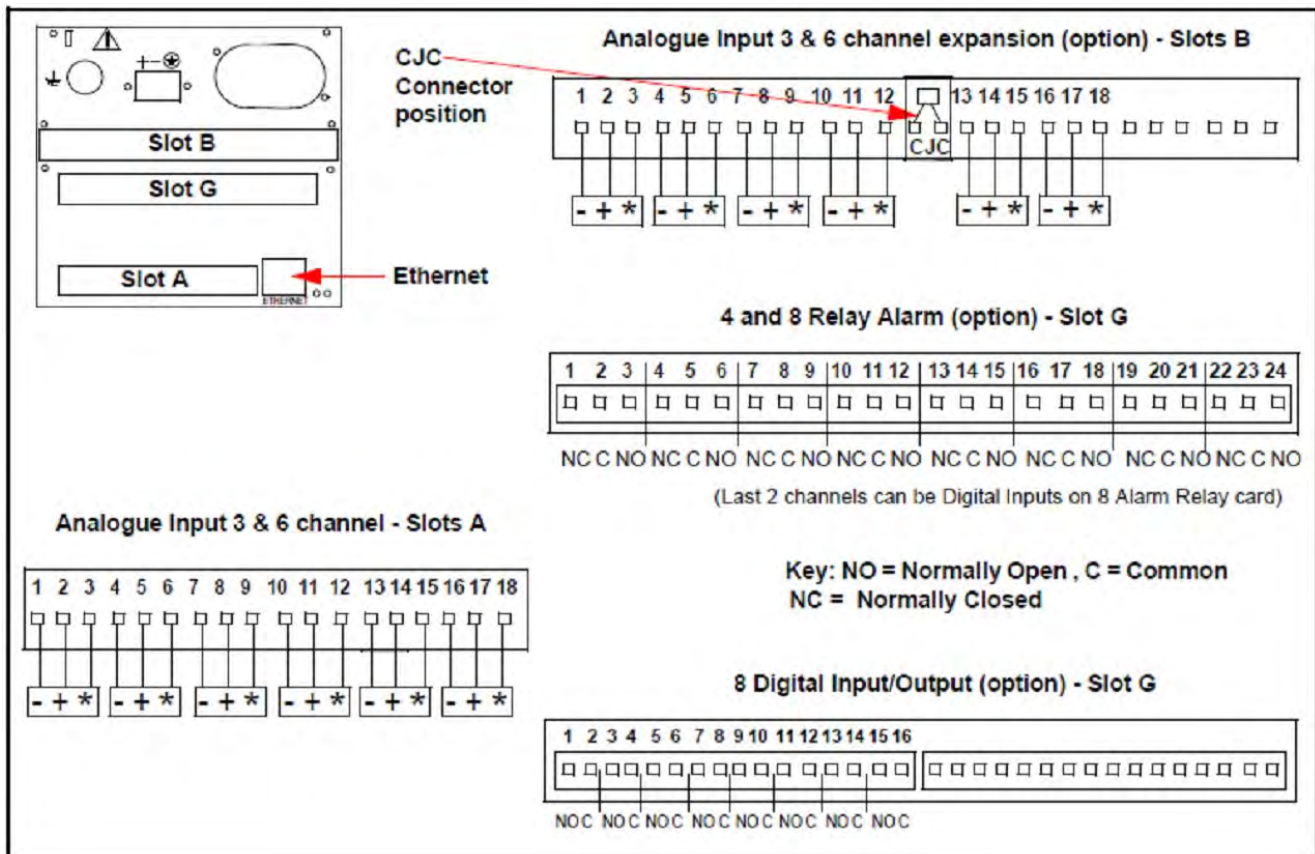 Slot B
Slot G
Slot A
ETHERNET
CJC
Connector
position
Ethernet
Analogue Input 3 & 6 channel expansion (option) - Slots B
1 2 3 4 5 6 7 8 9 10 11 12 13 14 15 16 17 18
CJC
- + * - + * - + * - + * - + * - + *
4 and 8 Relay Alarm (option) - Slot G
1 2 3 4 5 6 7 8 9 10 11 12 13 14 15 16 17 18 19 20 21 22 23 24
NC C NO NC C NO NC C NO NC C NO NC C NO NC C NO NC C NO NC C NO
(Last 2 channels can be Digital Inputs on 8 Alarm Relay card)
Analogue Input 3 & 6 channel - Slots A
1 2 3 4 5 6 7 8 9 10 11 12 13 14 15 16 17 18
- + * - + * - + * - + * - + * - + *
Key: NO = Normally Open , C = Common
NC = Normally Closed
8 Digital Input/Output (option) - Slot G
1 2 3 4 5 6 7 8 9 10 11 12 13 14 15 16
NO C NO C NO C NO C NO C NO C NO C NO C